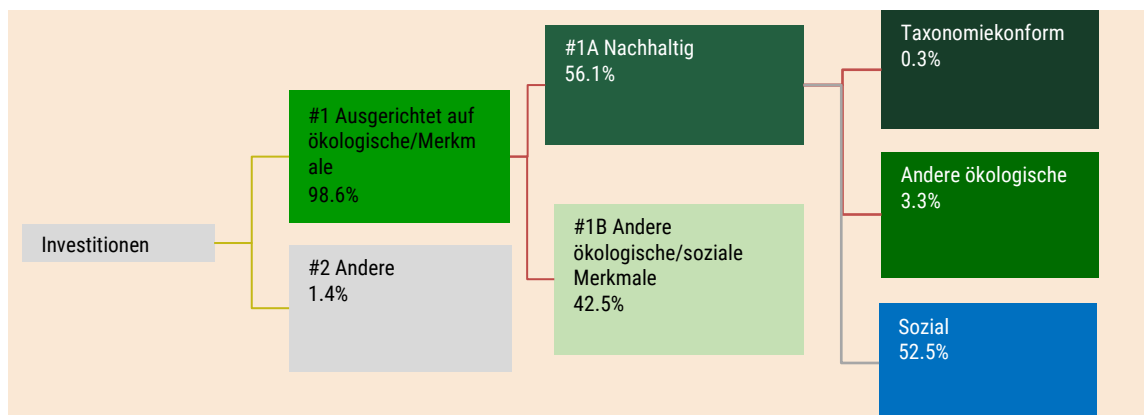 Investitionen
#1 Ausgerichtet auf
ökologische/Merkm
ale
98.6%
#2 Andere
1.4%
#1A Nachhaltig
56.1%
#1B Andere
ökologische/soziale
Merkmale
42.5%
Taxonomiekonform
0.3%
Andere ökologische
3.3%
Sozial
52.5%